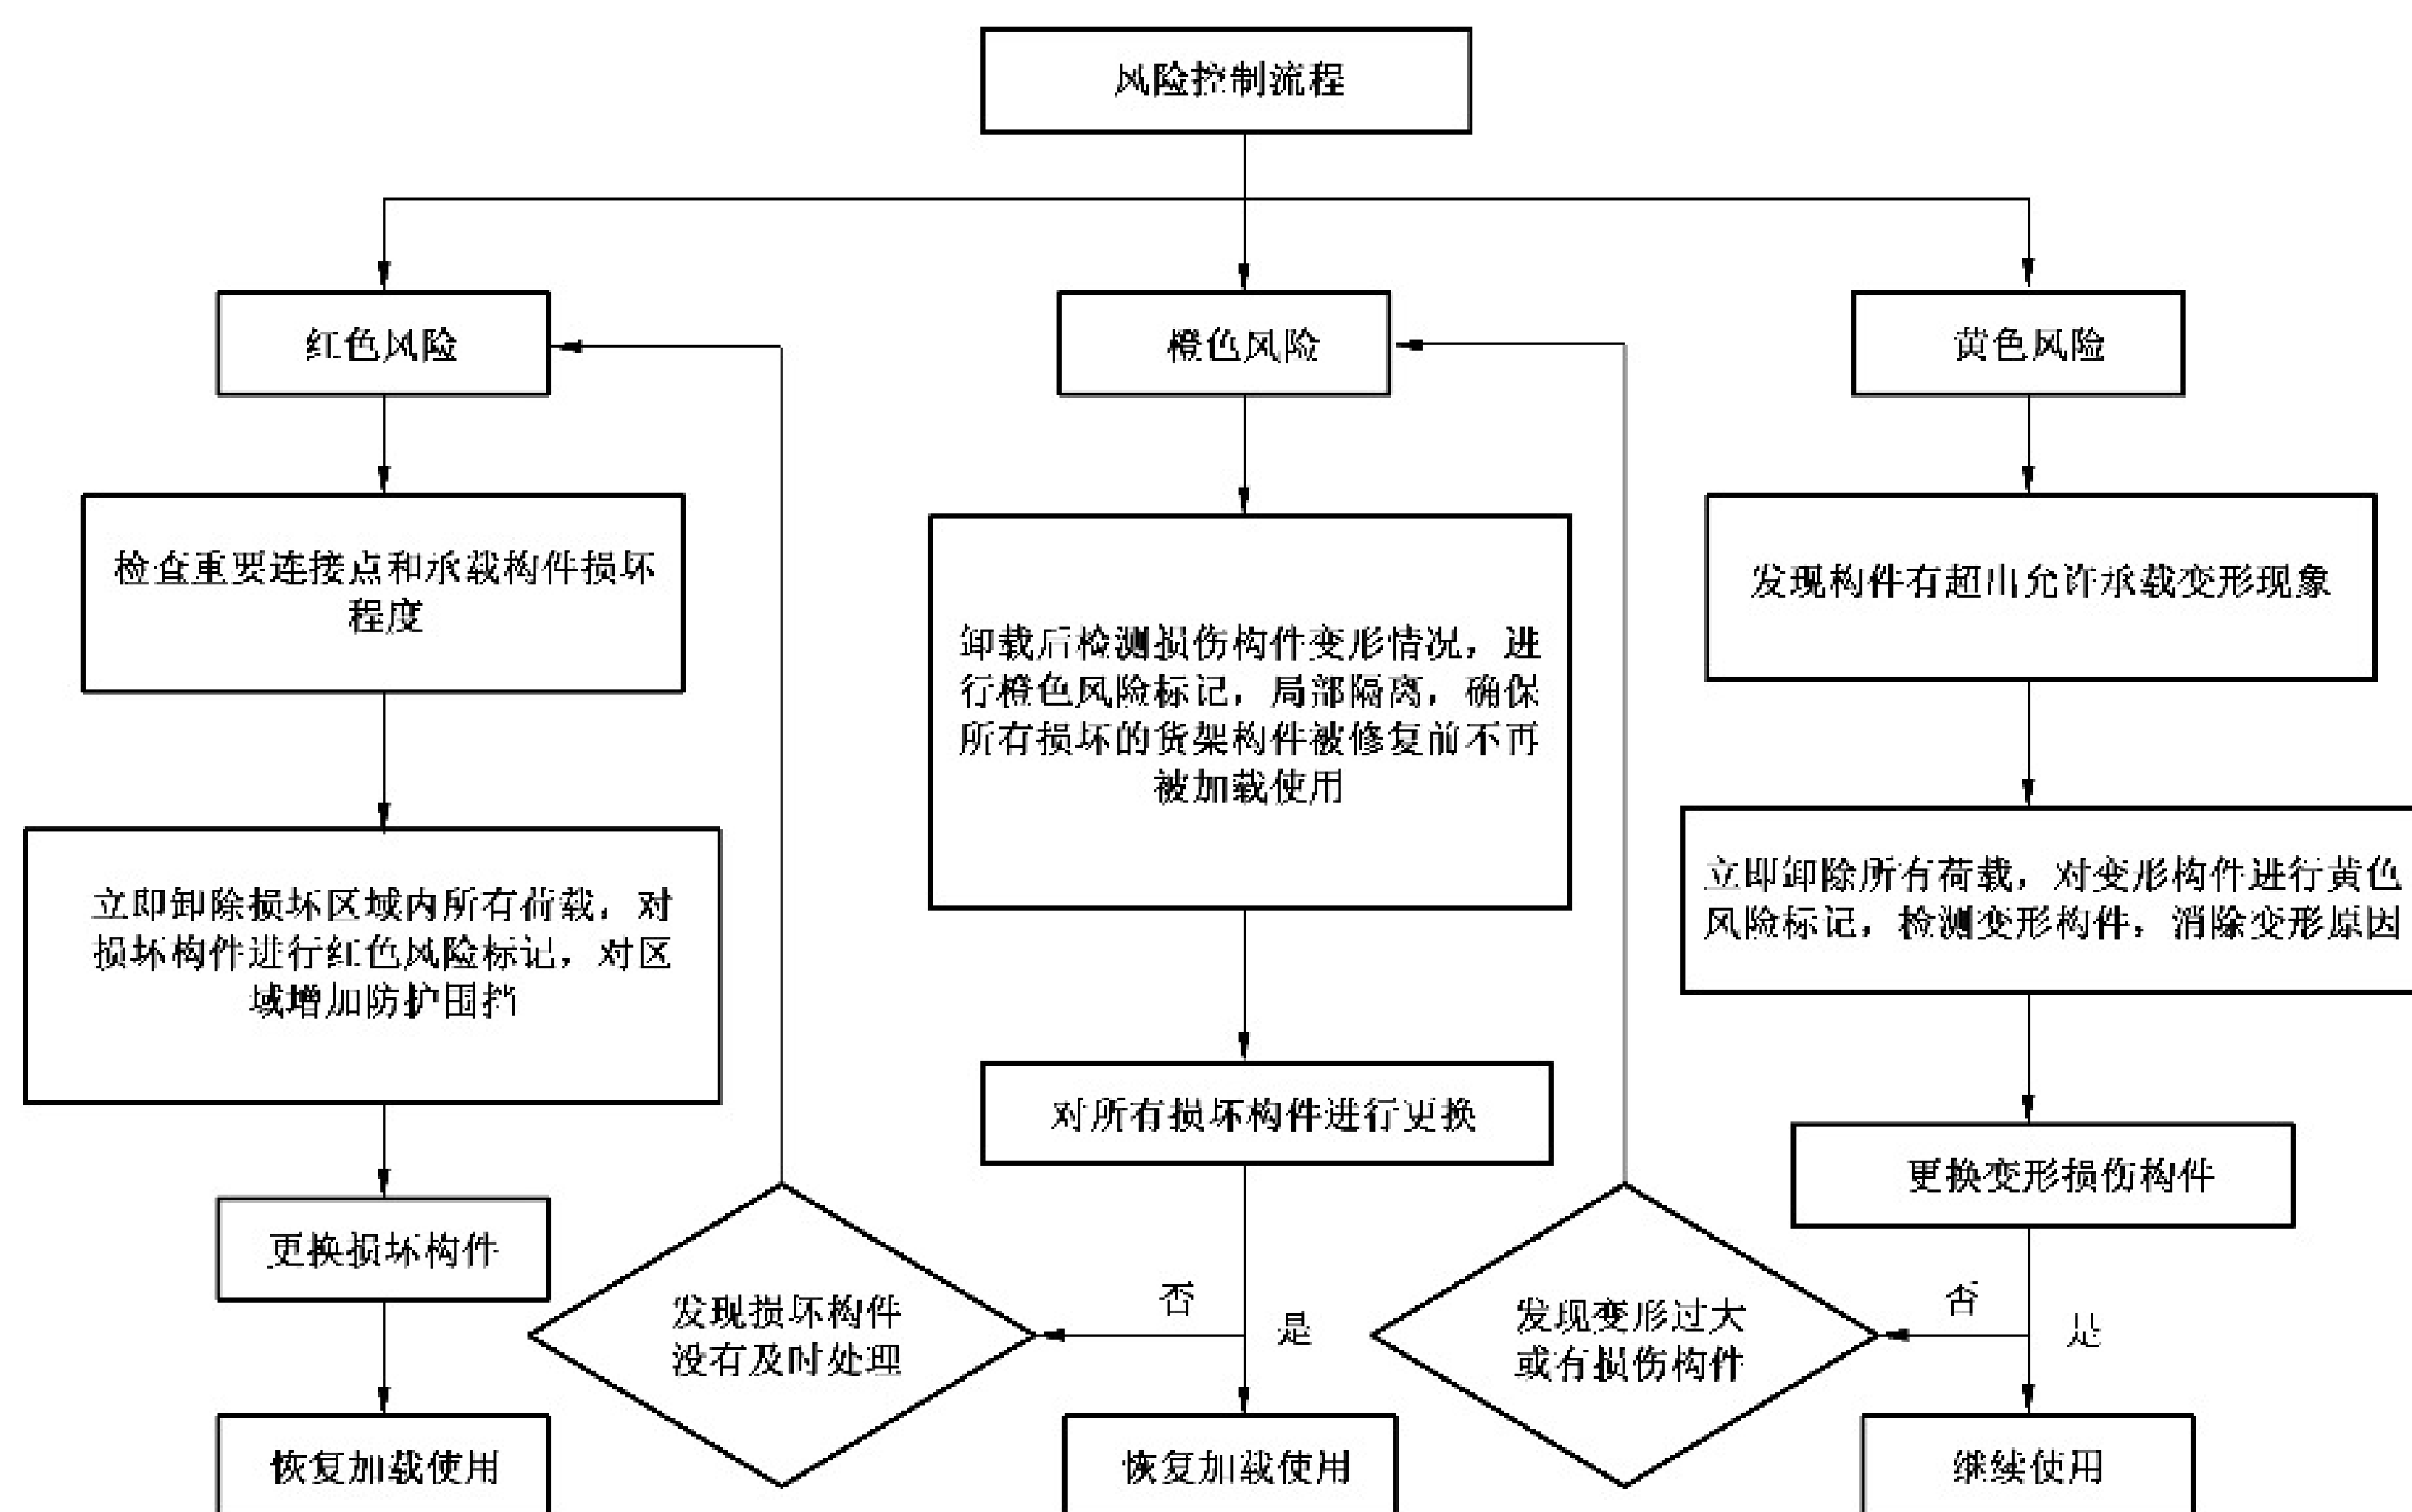 风险控制流程
红色风险
橙色风险
黄色风险
检查重要连接点和承载构件损坏
程度
卸载后检测损伤构件变形情况，进
行橙色风险标记，局部隔离，确保
所有损坏的货架构件被修复前不再
被加载使用
发现构件有超出允许承载变形现象
立即卸除损坏区域内所有荷载，对
损坏构件进行红色风险标记，对区
域增加防护围挡
立即卸除所有荷载，对变形构件进行黄色
风险标记，检测变形构件，消除变形原因
对所有损坏构件进行更换
更换变形损伤构件
更换损坏构件
发现损坏构件
没有及时处理
否
是
发现变形过大
或有损伤构件
否
是
恢复加载使用
恢复加载使用
继续使用